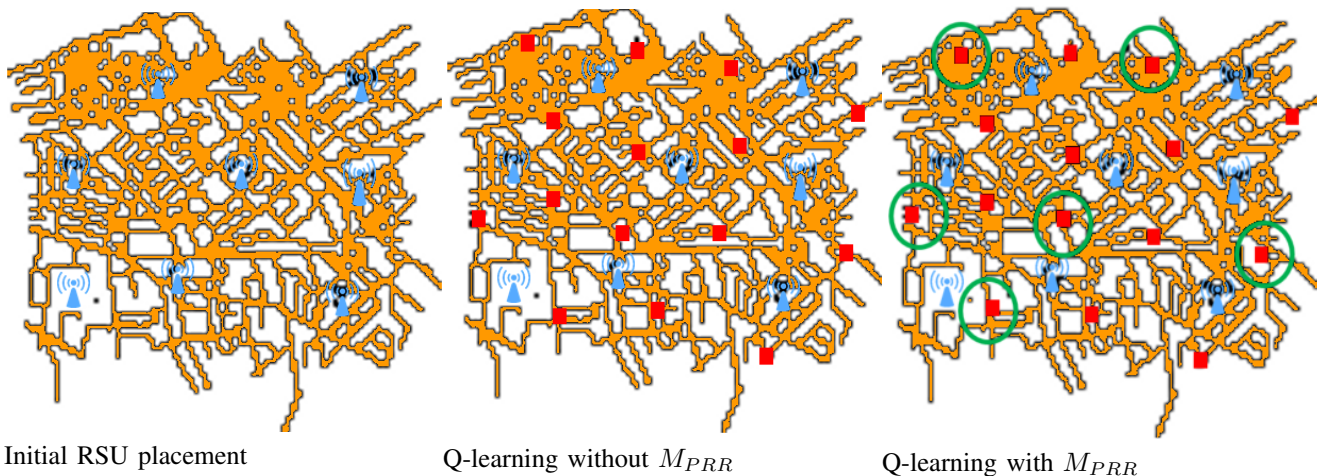 Initial RSU placement
Q-learning without M_{PRR}
Q-learning with M_{PRR}